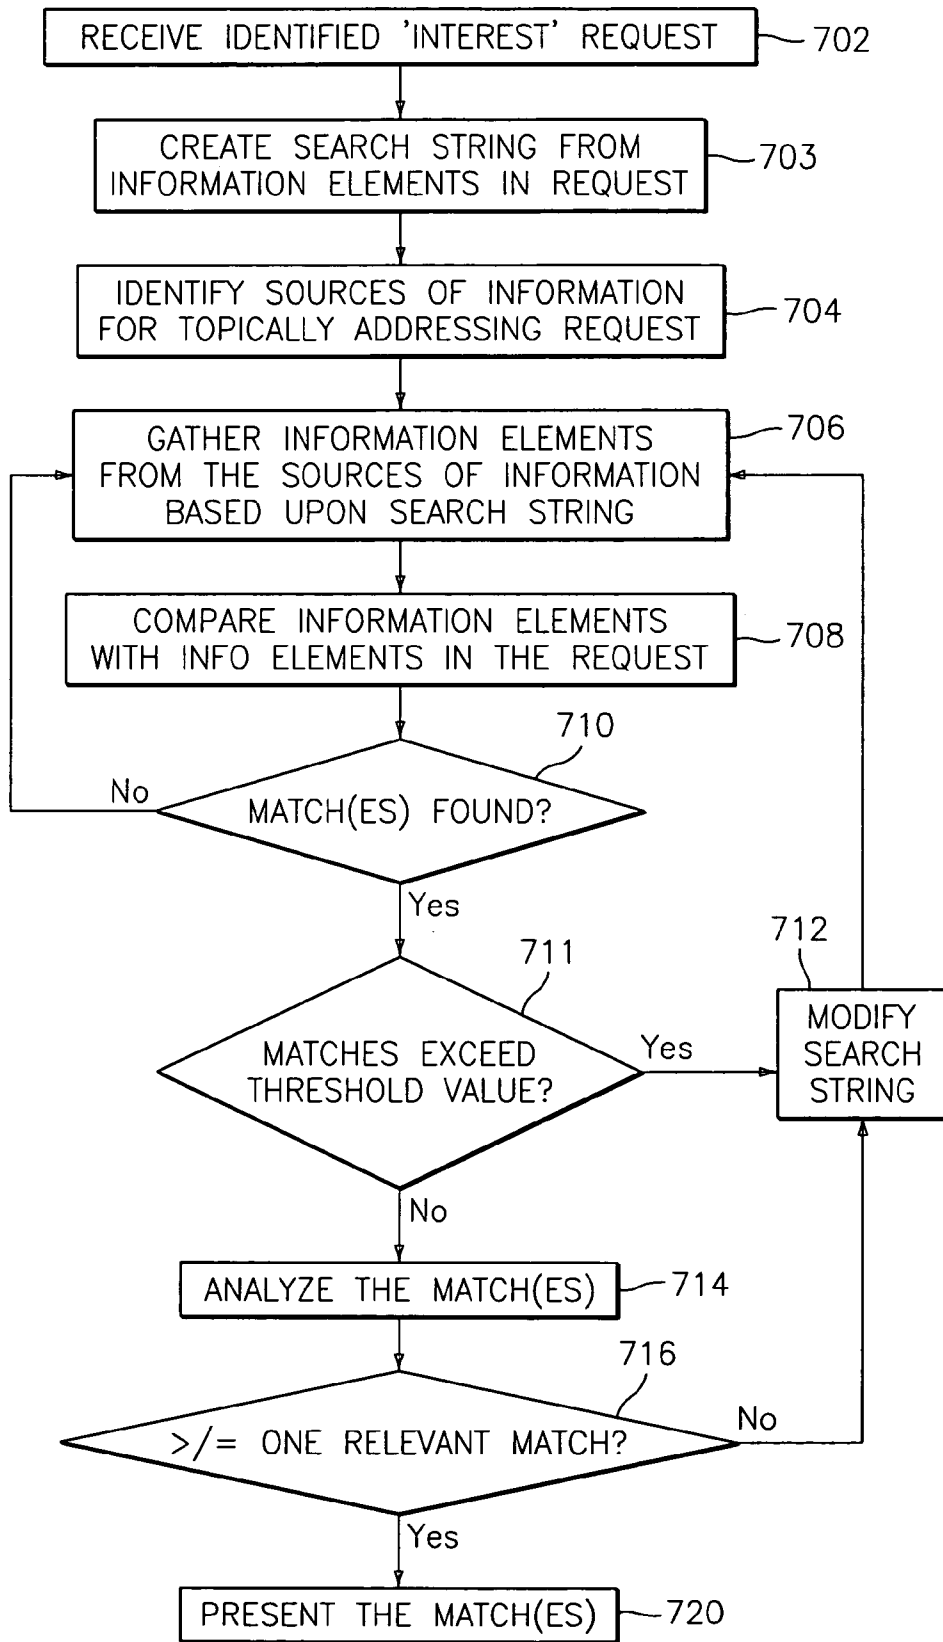 RECEIVE IDENTIFIED 'INTEREST' REQUEST
702
CREATE SEARCH STRING FROM
INFORMATION ELEMENTS IN REQUEST
703
IDENTIFY SOURCES OF INFORMATION
FOR TOPICALLY ADDRESSING REQUEST
704
GATHER INFORMATION ELEMENTS
FROM THE SOURCES OF INFORMATION
BASED UPON SEARCH STRING
706
COMPARE INFORMATION ELEMENTS
WITH INFO ELEMENTS IN THE REQUEST
708
710
No
MATCH(ES) FOUND?
Yes
711
MATCHES EXCEED
THRESHOLD VALUE?
Yes
712
MODIFY
SEARCH
STRING
No
ANALYZE THE MATCH(ES)
714
716
>/= ONE RELEVANT MATCH?
No
Yes
PRESENT THE MATCH(ES)
720